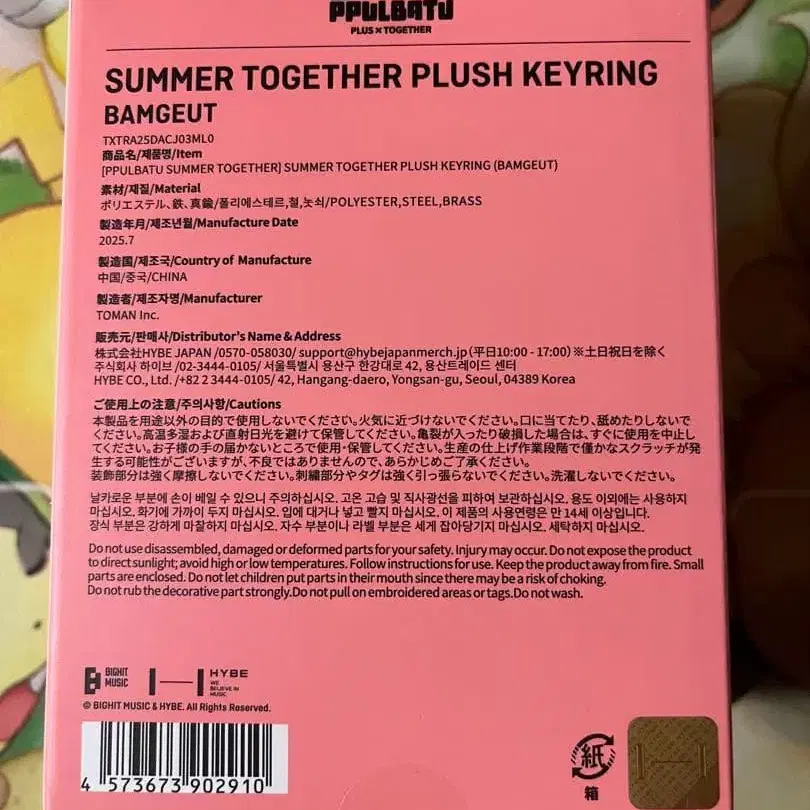 PPULBATU
PLUS × TOGETHER
SUMMER TOGETHER PLUSH KEYRING
BAMGEUT
TXTRA25DACJ03ML0
商品名/제품명/Item
[PPULBATU SUMMER TOGETHER] SUMMER TOGETHER PLUSH KEYRING (BAMGEUT)
素材/재질/Material
ポリエステル、鉄、真鍮/폴리에스테르,철,놋쇠/POLYESTER,STEEL,BRASS
製造年月/제조년월/Manufacture Date
2025.7
製造国/제조국/Country of Manufacture
中国/중국/CHINA
製造者/제조자명/Manufacturer
TOMAN Inc.
販売元/판매사/Distributor's Name & Address
株式会社HYBE JAPAN /0570-058030/ support@hybejapanmerch.jp (平日10:00 - 17:00) ※土日祝日を除く
주식회사 하이브 /02-3444-0105/ 서울특별시 용산구 한강대로 42, 용산트레이드 센터
HYBE CO., Ltd. /+82 2 3444-0105/ 42, Hangang-daero, Yongsan-gu, Seoul, 04389 Korea
ご使用上の注意/주의사항/Cautions
本製品を用途以外の目的で使用しないでください。火気に近づけないでください。口に当てたり、舐めたりしないで
ください。高温多湿および直射日光を避けて保管してください。亀裂が入ったり破損した場合は、すぐに使用を中止し
てください。お子様の手の届かないところで使用・保管してください。生産の仕上げ作業段階で僅かなスクラッチが発
生する可能性がございますが、不良ではありませんので、あらかじめご了承ください。
装飾部分は強く摩擦しないでください。刺繍部分やタグは強く引っ張らないでください。洗濯しないでください。
날카로운 부분에 손이 베일 수 있으니 주의하십시오. 고온 고습 및 직사광선을 피하여 보관하십시오. 용도 이외에는 사용하지
마십시오. 화기에 가까이 두지 마십시오. 입에 대거나 넣고 빨지 마십시오. 이 제품의 사용연령은 만 14세 이상입니다.
장식 부분은 강하게 마찰하지 마십시오. 자수 부분이나 라벨 부분은 세게 잡아당기지 마십시오. 세탁하지 마십시오.
Do not use disassembled, damaged or deformed parts for your safety. Injury may occur. Do not expose the product
to direct sunlight; avoid high or low temperatures. Follow instructions for use. Keep the product away from fire. Small
parts are enclosed. Do not let children put parts in their mouth since there may be a risk of choking.
Do not rub the decorative part strongly.Do not pull on embroidered areas or tags.Do not wash.
BIGHIT
MUSIC
HYBE
WE
BELIEVE IN
MUSIC
© BIGHIT MUSIC & HYBE. All Rights Reserved.
4 573673 902910
紙
箱